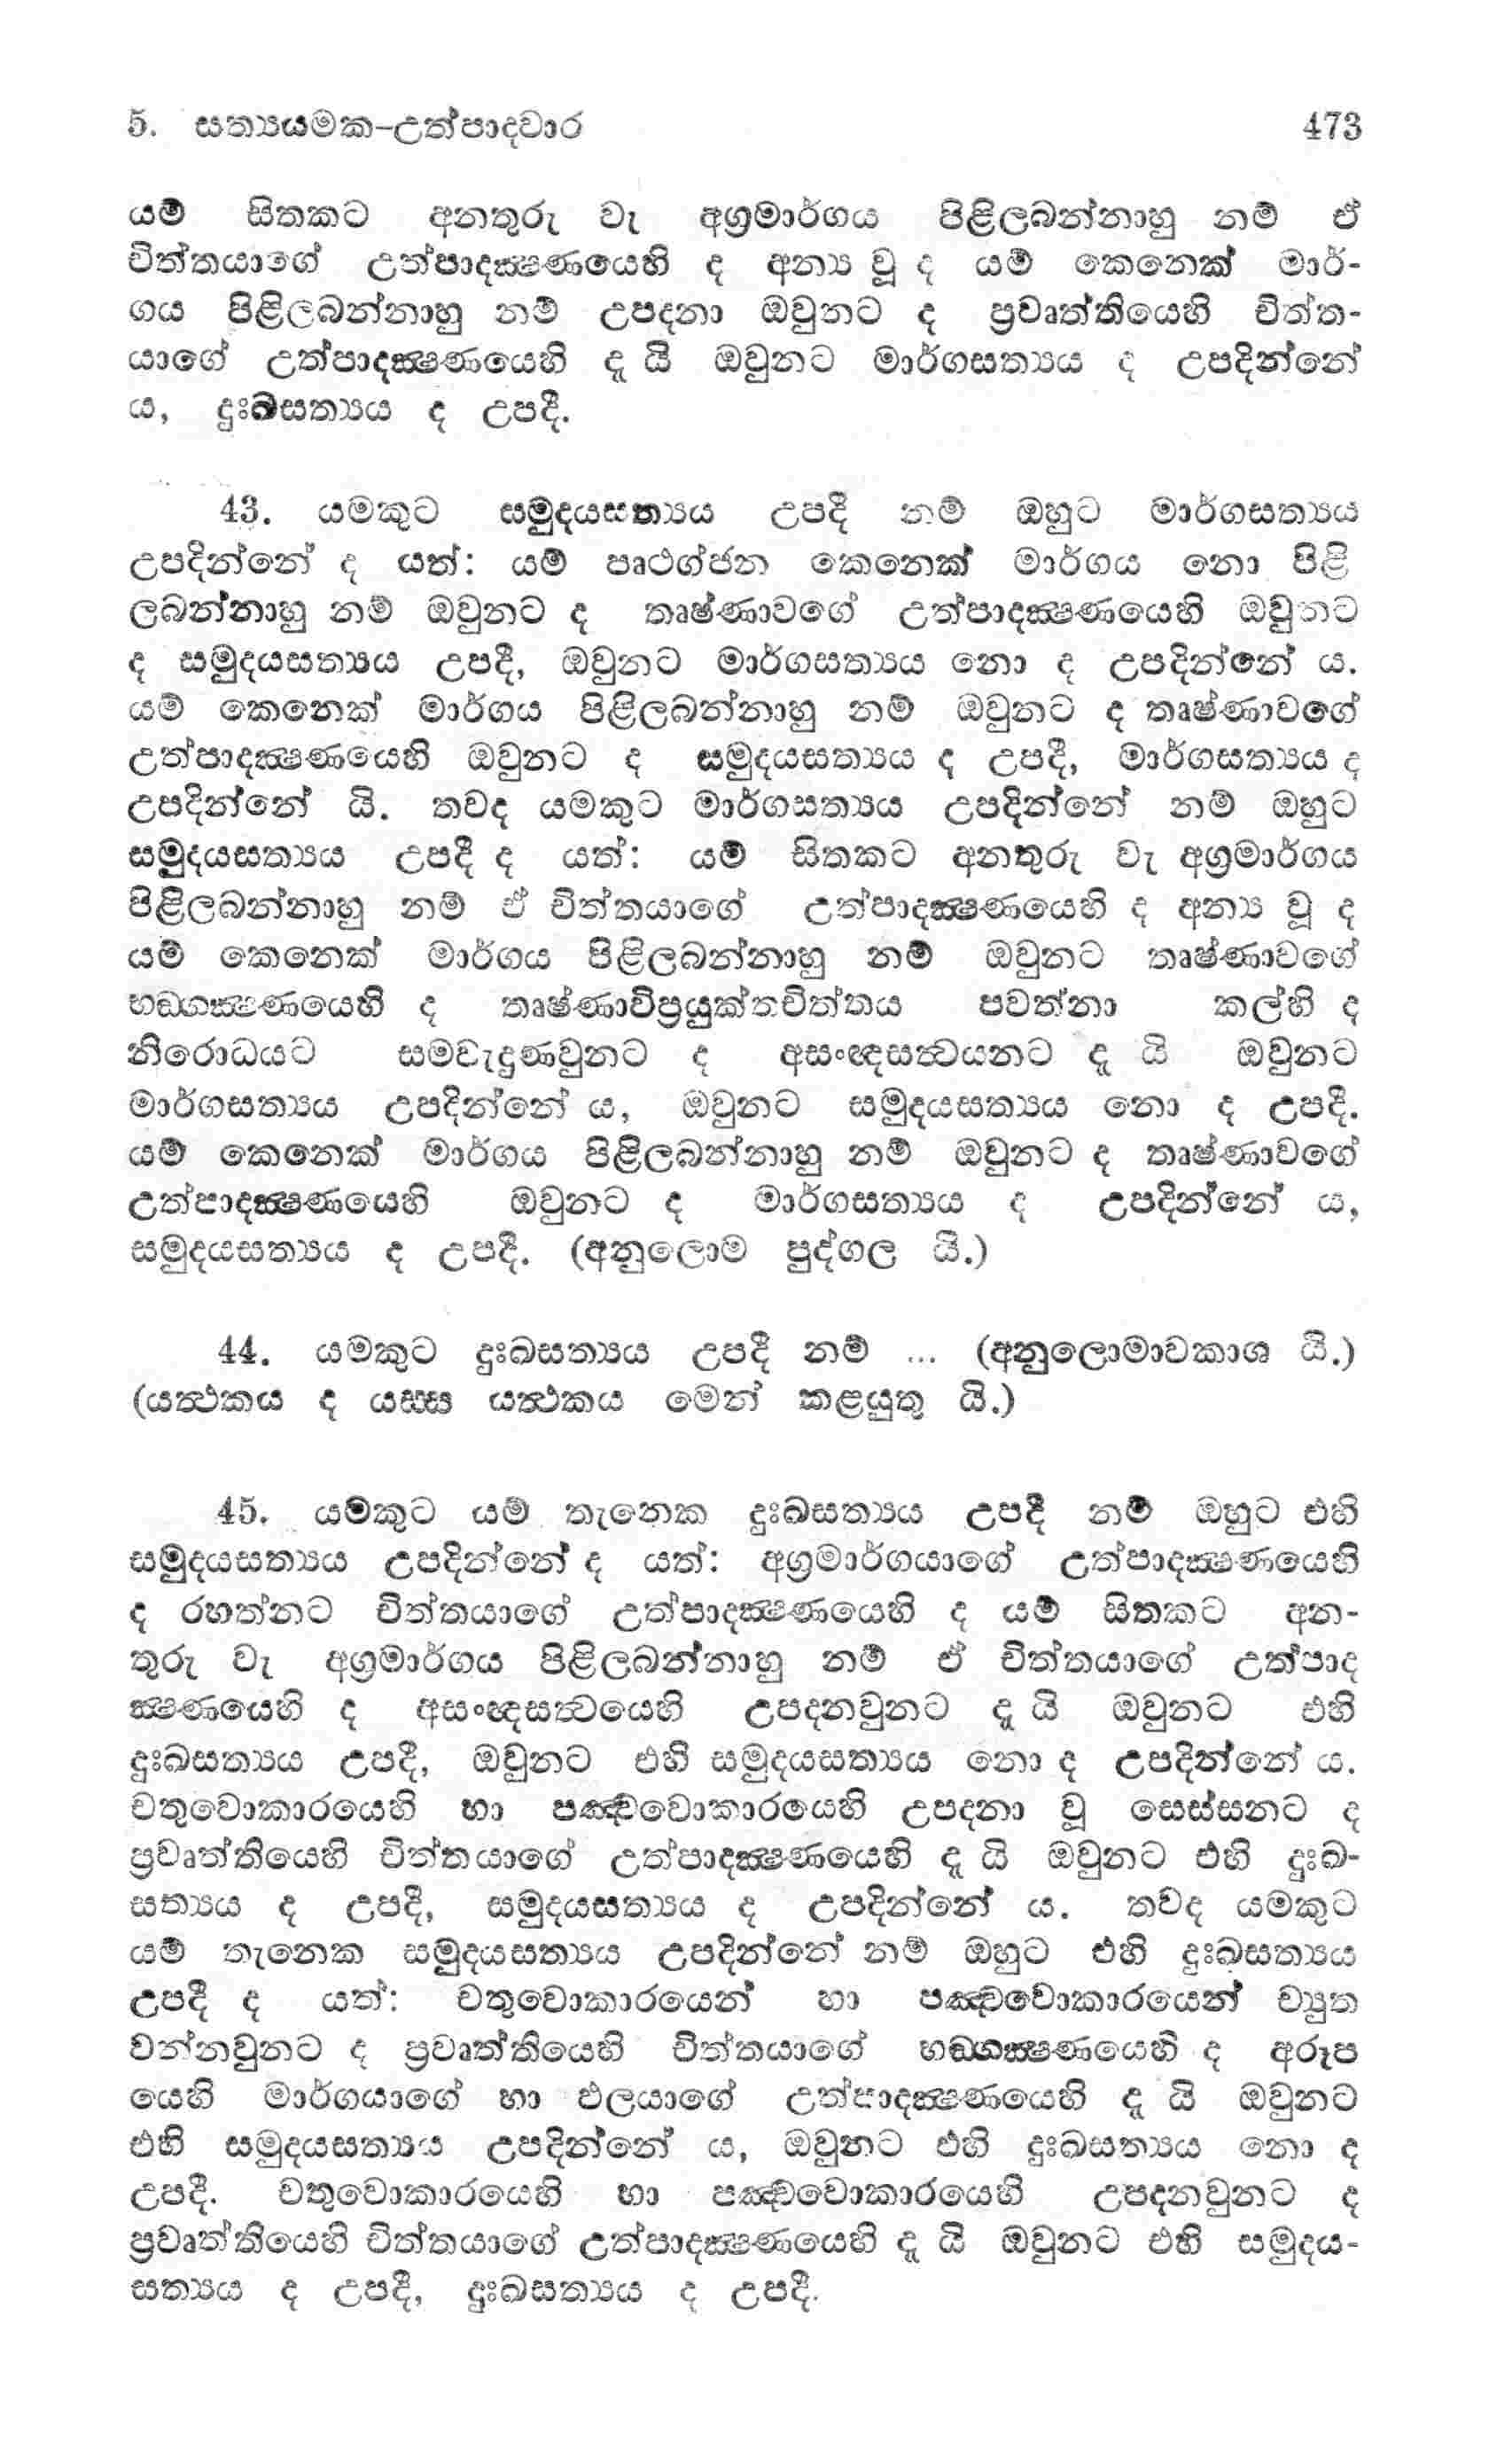 5. සත්‍යයමක-උත්පාදවාර 473
යම් සිතකට අනතුරු වැ අග්‍රමාර්ගය පිළිලබන්නාහු නම් ඒ
චිත්තයාගේ උත්පාදක්‍ෂණයෙහි ද අන්‍ය වූ ද යම් කෙනෙක් මාර්-
ගය පිළිලබන්නාහු නම් උපදනා ඔවුනට ද ප්‍රවෘත්තියෙහි චිත්ත-
යාගේ උත්පාදක්‍ෂණයෙහි දැ යි ඔවුනට මාර්ගසත්‍යය ද උපදින්නේ
ය, දුඃඛසත්‍යය ද උපදී.
43. යමකුට සමුදයසත්‍යය උපදී නම් ඔහුට මාර්ගසත්‍යය
උපදින්නේ ද යත්: යම් පෘථග්ජන කෙනෙක් මාර්ගය නො පිළි
ලබන්නාහු නම් ඔවුනට ද තෘෂ්ණාවගේ උත්පාදක්‍ෂණයෙහි ඔවුනට
ද සමුදයසත්‍යය උපදී, ඔවුනට මාර්ගසත්‍යය නො ද උපදින්නේ ය.
යම් කෙනෙක් මාර්ගය පිළිලබන්නාහු නම් ඔවුනට ද තෘෂ්ණාවගේ
උත්පාදක්‍ෂණයෙහි ඔවුනට ද සමුදයසත්‍යය ද උපදී, මාර්ගසත්‍යය ද
උපදින්නේ යි. තවද යමකුට මාර්ගසත්‍යය උපදින්නේ නම් ඔහුට
සමුදයසත්‍යය උපදී ද යත්: යම් සිතකට අනතුරු වැ අග්‍රමාර්ගය
පිළිලබන්නාහු නම් ඒ චිත්තයාගේ උත්පාදක්‍ෂණයෙහි ද අන්‍ය වූ ද
යම් කෙනෙක් මාර්ගය පිළිලබන්නාහු නම් ඔවුනට තෘෂ්ණාවගේ
භඞ්ගක්‍ෂණයෙහි ද තෘෂ්ණාවිප්‍රයුක්තචිත්තය පවත්නා කල්හි ද
නිරොධයට සමවැදුණවුනට ද අසංඥසත්‍වයනට දැ යි ඔවුනට
මාර්ගසත්‍යය උපදින්නේ ය, ඔවුනට සමුදයසත්‍යය නො ද උපදී.
යම් කෙනෙක් මාර්ගය පිළිලබන්නාහු නම් ඔවුනට ද තෘෂ්ණාවගේ
උත්පාදක්‍ෂණයෙහි ඔවුනට ද මාර්ගසත්‍යය ද උපදින්නේ ය,
සමුදයසත්‍යය ද උපදී. (අනුලොම පුද්ගල යි.)
44. යමකුට දුඃඛසත්‍යය උපදී නම් ... (අනුලොමාවකාශ යි.)
(යත්‍ථකය ද යස්ස යත්‍ථකය මෙන් කළයුතු යි.)
45. යමකුට යම් තැනෙක දුඃඛසත්‍යය උපදී නම් ඔහුට එහි
සමුදයසත්‍යය උපදින්නේ ද යත්: අග්‍රමාර්ගයාගේ උත්පාදක්‍ෂණයෙහි
ද රහත්නට චිත්තයාගේ උත්පාදක්‍ෂණයෙහි ද යම් සිතකට අන-
තුරු වැ අග්‍රමාර්ගය පිළිලබන්නාහු නම් ඒ චිත්තයාගේ උත්පාද
ක්‍ෂණයෙහි ද අසංඥසත්‍වයෙහි උපදනවුනට දැ යි ඔවුනට එහි
දුඃඛසත්‍යය උපදී, ඔවුනට එහි සමුදයසත්‍යය නො ද උපදින්නේ ය.
චතුවොකාරයෙහි හා පඤ්චවොකාරයෙහි උපදනා වූ සෙස්සනට ද
ප්‍රවෘත්තියෙහි චිත්තයාගේ උත්පාදක්‍ෂණයෙහි දැ යි ඔවුනට එහි දුඃඛ-
සත්‍යය ද උපදී, සමුදයසත්‍යය ද උපදින්නේ ය. තවද යමකුට
යම් තැනෙක සමුදයසත්‍යය උපදින්නේ නම් ඔහුට එහි දුඃඛසත්‍යය
උපදී ද යත්: චතුවොකාරයෙන් හා පඤ්චවොකාරයෙන් ච්‍යුත
වන්නවුනට ද ප්‍රවෘත්තියෙහි චිත්තයාගේ භඞ්ගක්‍ෂණයෙහි ද අරූප
යෙහි මාර්ගයාගේ හා ඵලයාගේ උත්පාදක්‍ෂණයෙහි දැ යි ඔවුනට
එහි සමුදයසත්‍යය උපදින්නේ ය, ඔවුනට එහි දුඃඛසත්‍යය නො ද
උපදී. චතුවොකාරයෙහි හා පඤ්චවොකාරයෙහි උපදනවුනට ද
ප්‍රවෘත්තියෙහි චිත්තයාගේ උත්පාදක්‍ෂණයෙහි දැ යි ඔවුනට එහි සමුදය-
සත්‍යය ද උපදී, දුඃඛසත්‍යය ද උපදී.